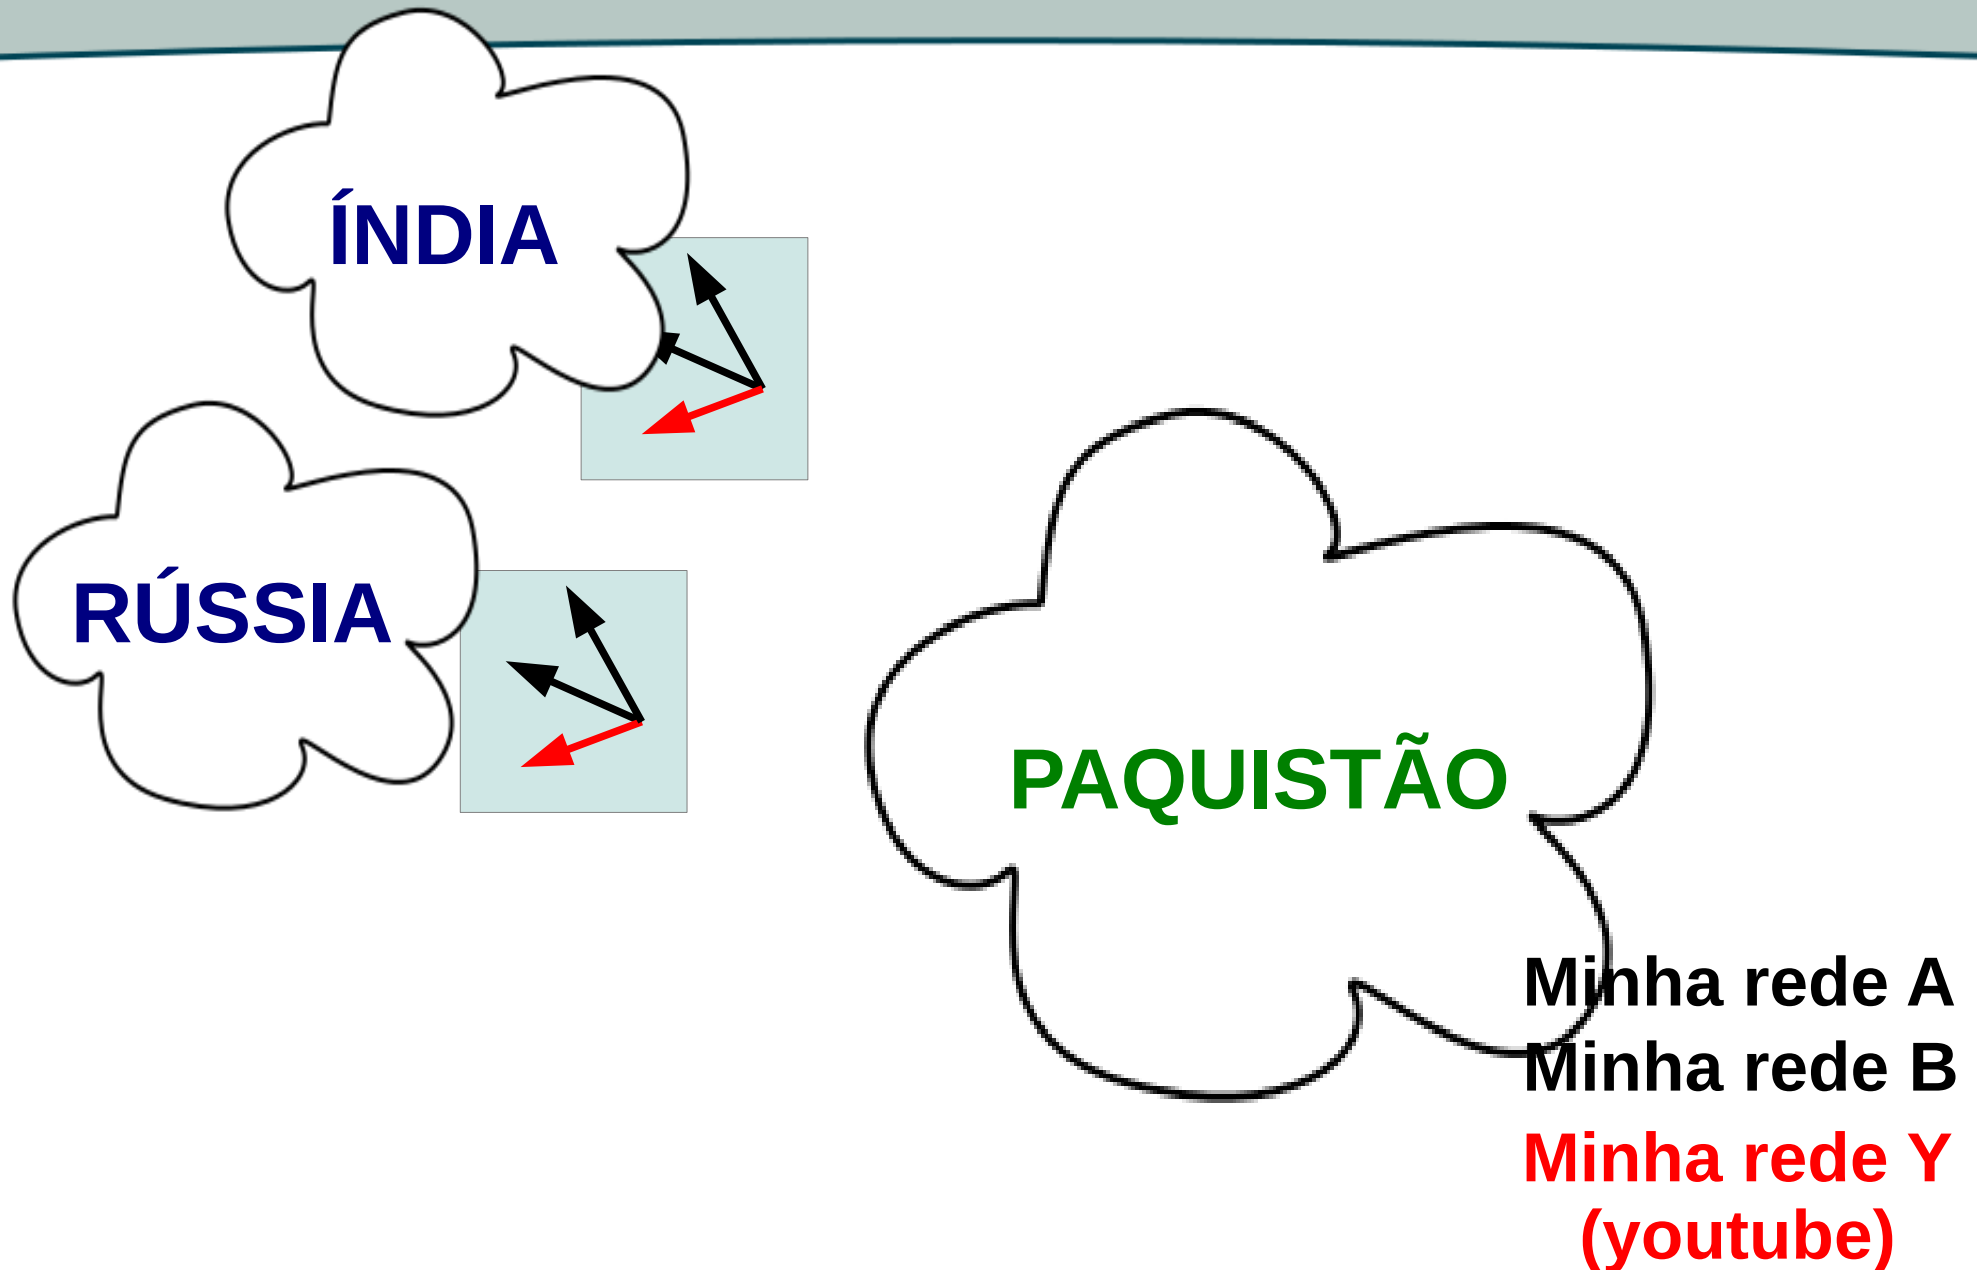 ÍNDIA
RÚSSIA
PAQUISTÃO
Minha rede A
Minha rede B
Minha rede Y
(youtube)